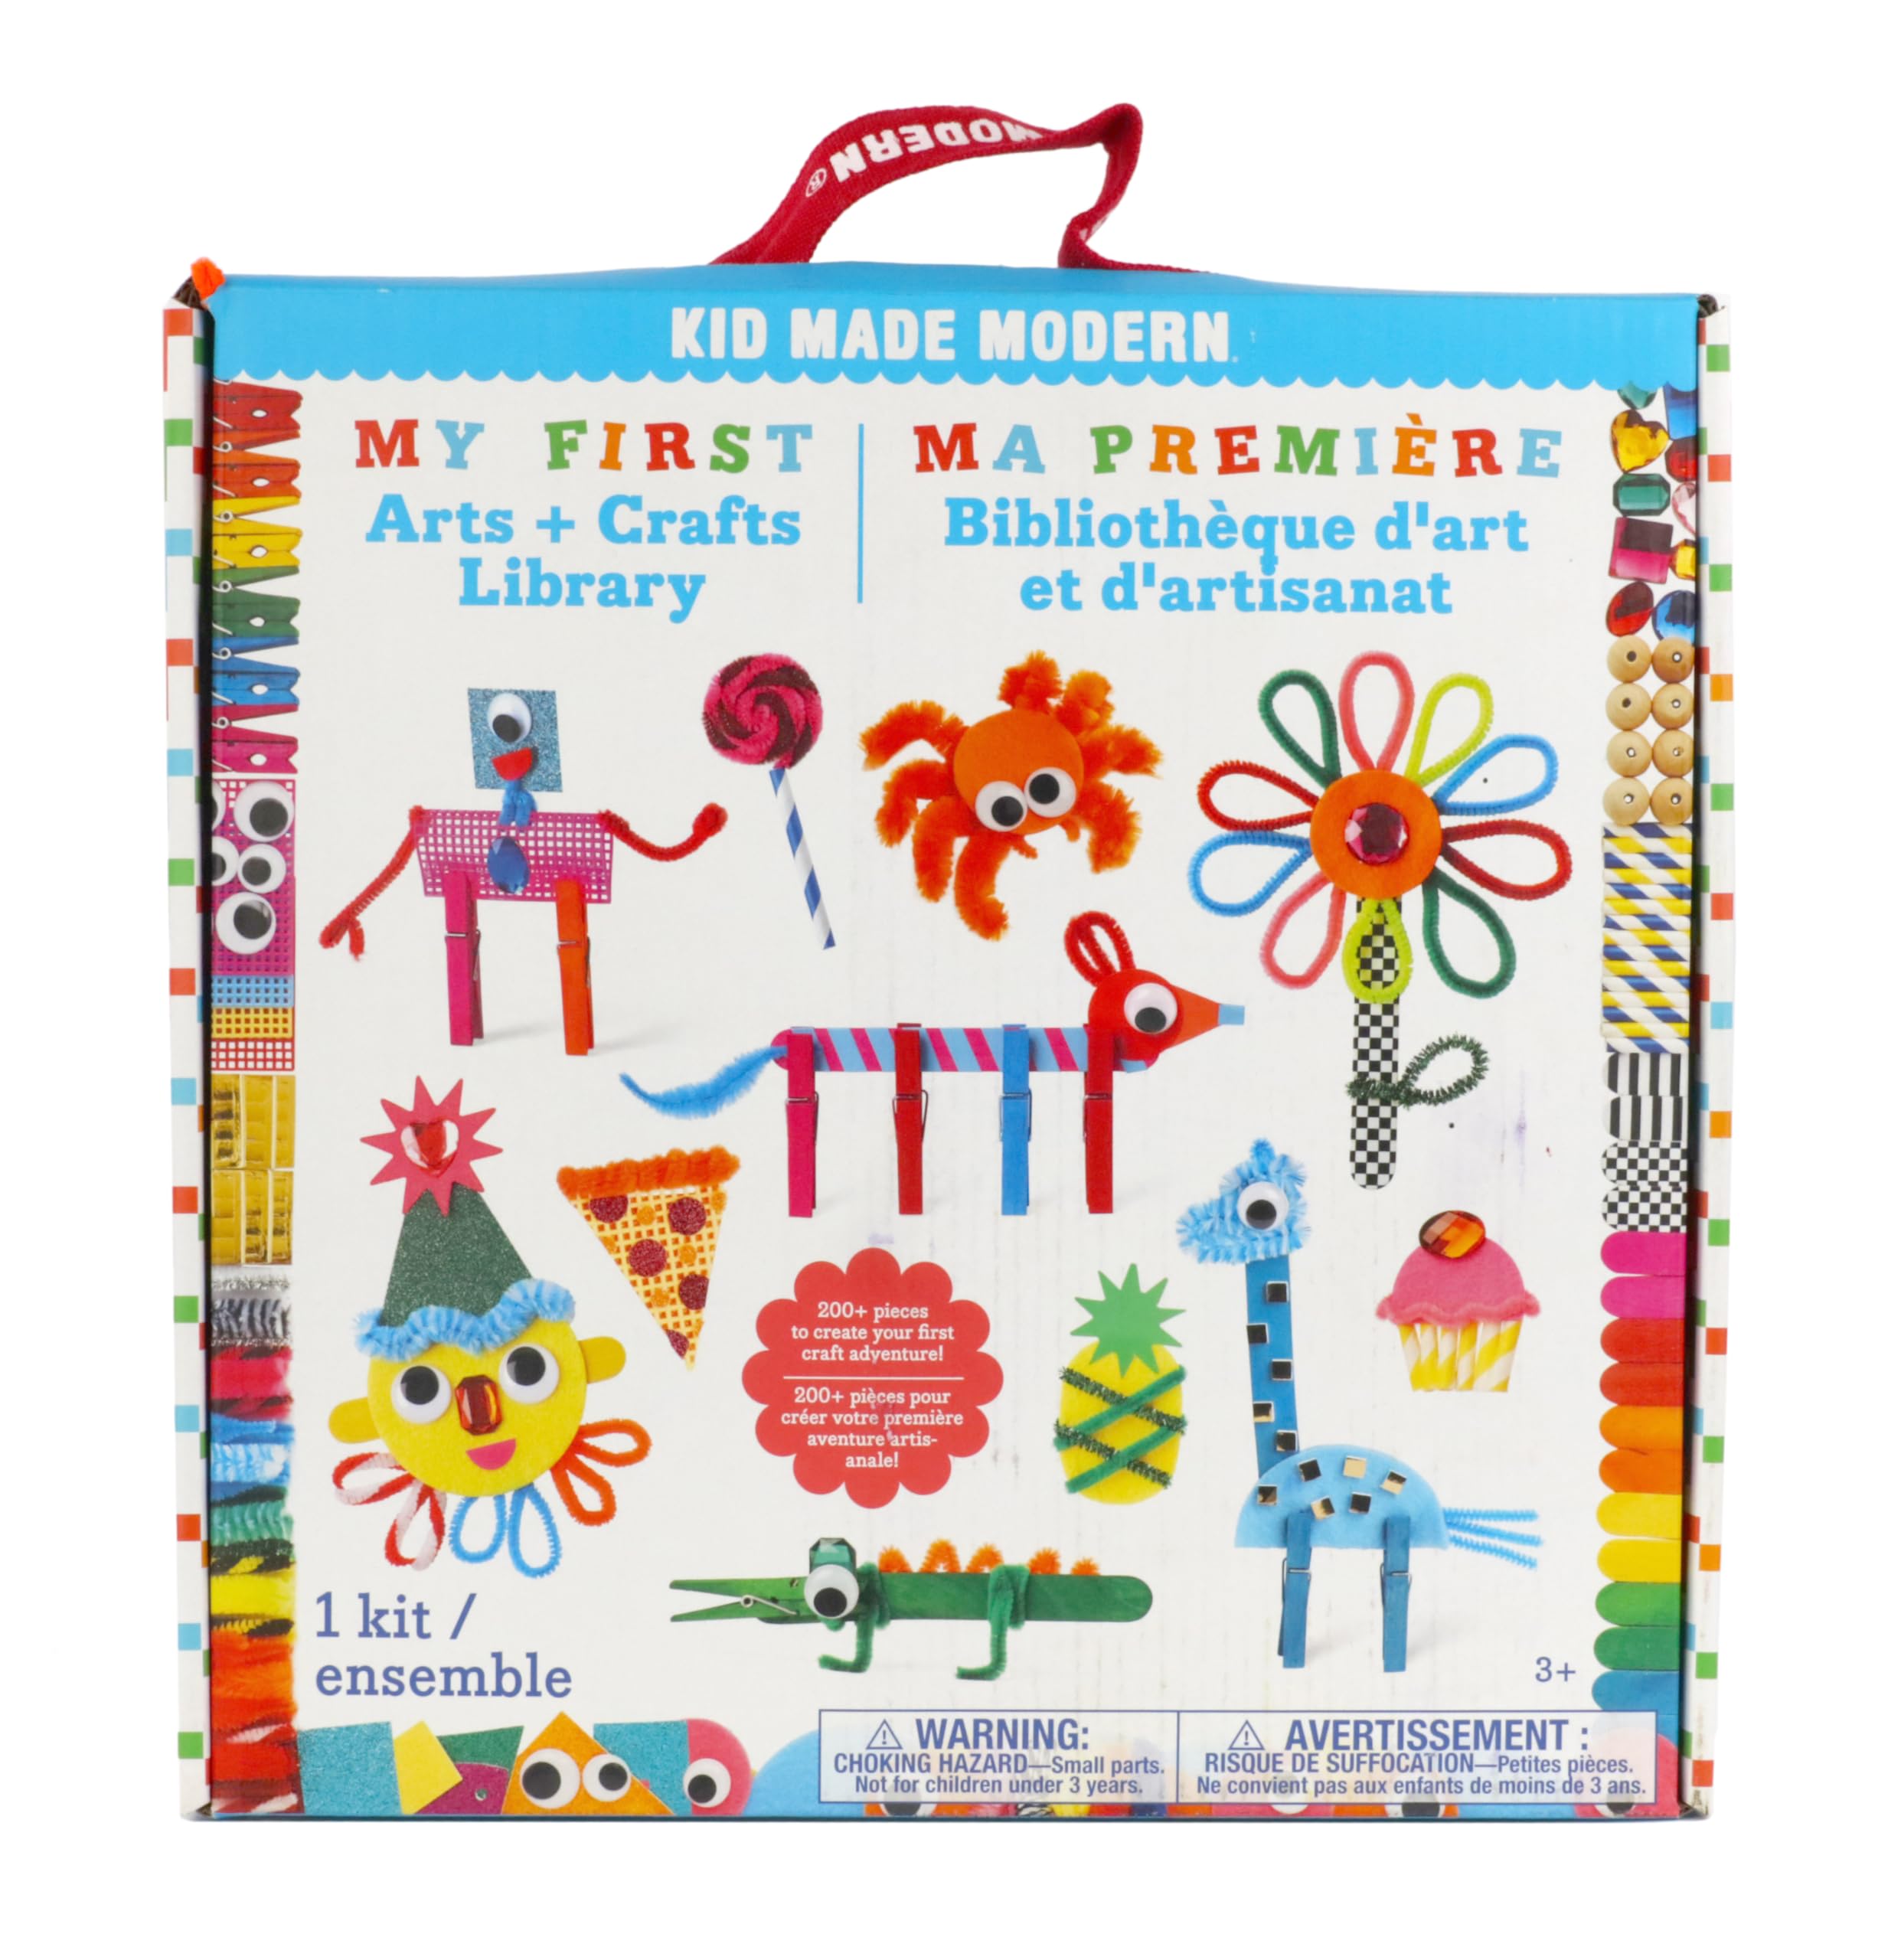 MODERN®
KID MADE MODERN.
MY FIRST
Arts + Crafts
Library
MA PREMIÈRE
Bibliothèque d'art
et d'artisanat
200+ pieces
to create your first
craft adventure!
200+ pièces pour
créer votre première
aventure artis-
anale!
1 kit /
ensemble
3+
⚠ WARNING:
CHOKING HAZARD—Small parts.
Not for children under 3 years.
⚠ AVERTISSEMENT :
RISQUE DE SUFFOCATION—Petites pièces.
Ne convient pas aux enfants de moins de 3 ans.